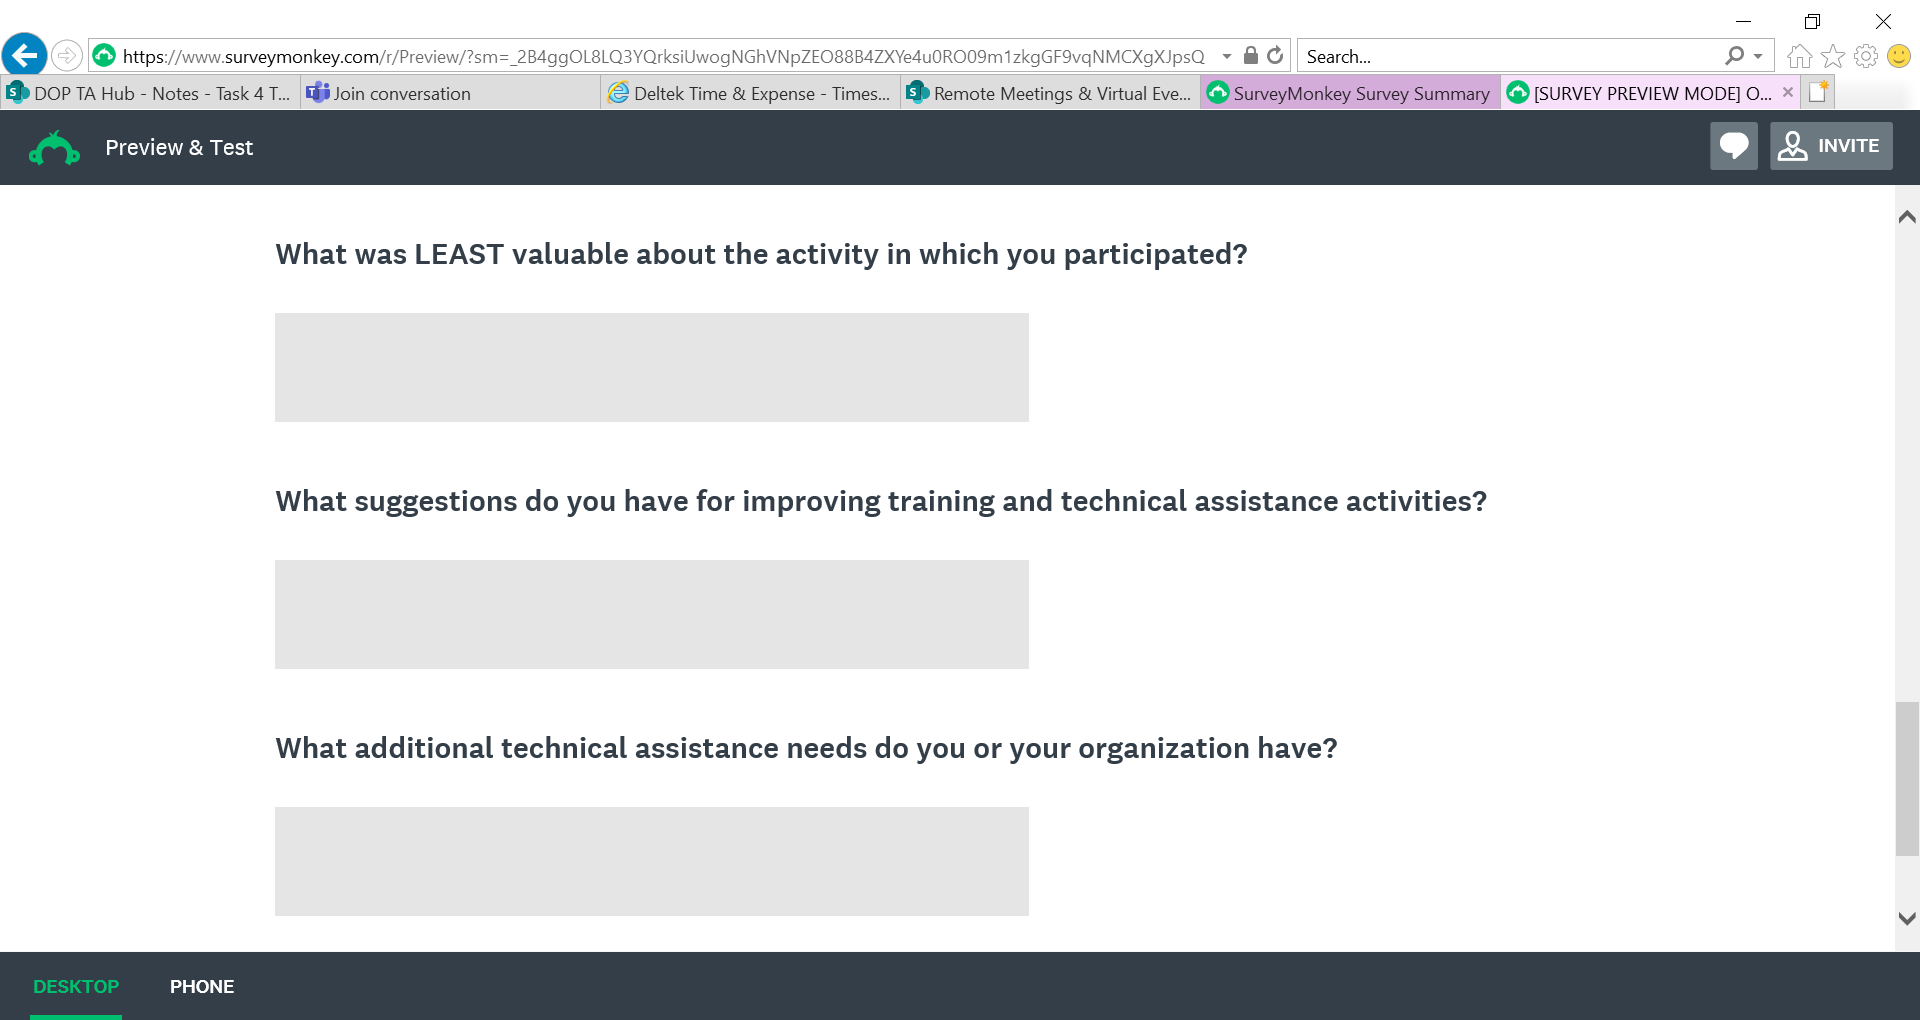 https://www.surveymonkey.com/r/Preview/?sm=_2B4ggOL8LQ3YQrksiUwogNGhVNpZEO88B4ZXYe4u0RO09m1zkgGF9vqNMCXgXJpsQ
Search...
DOP TA Hub - Notes - Task 4 T...
Join conversation
Deltek Time & Expense - Times...
Remote Meetings & Virtual Eve...
SurveyMonkey Survey Summary
[SURVEY PREVIEW MODE] O...
Preview & Test
INVITE
What was LEAST valuable about the activity in which you participated?
What suggestions do you have for improving training and technical assistance activities?
What additional technical assistance needs do you or your organization have?
DESKTOP
PHONE